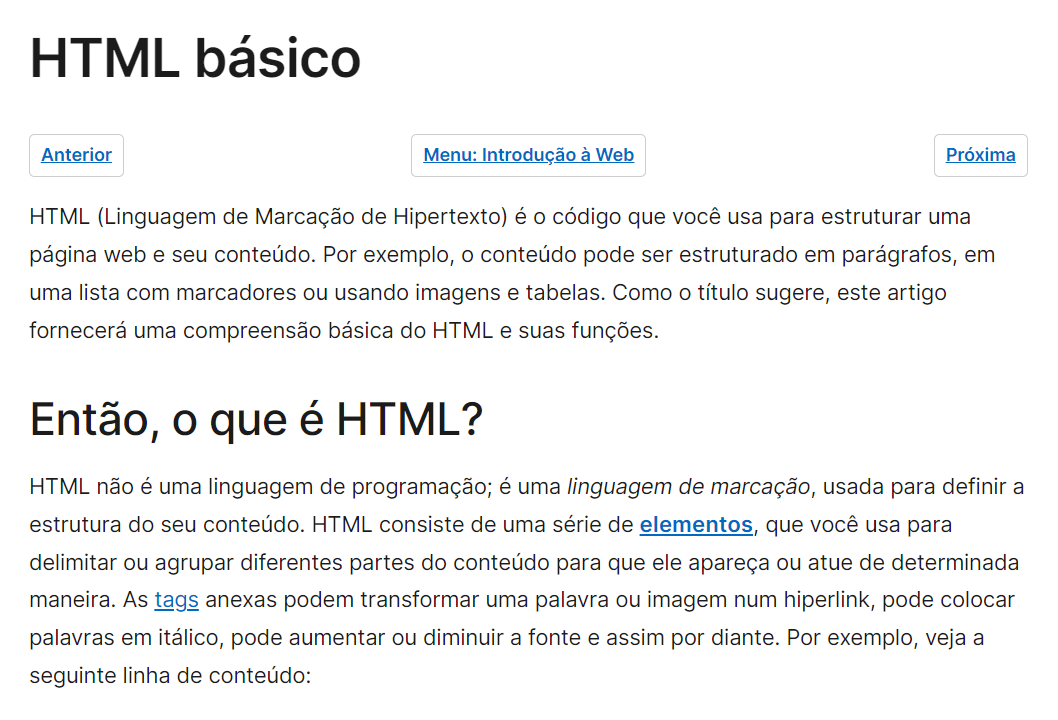 HTML básico
Anterior
Menu: Introdução à Web
Próxima
HTML (Linguagem de Marcação de Hipertexto) é o código que você usa para estruturar uma
página web e seu conteúdo. Por exemplo, o conteúdo pode ser estruturado em parágrafos, em
uma lista com marcadores ou usando imagens e tabelas. Como o título sugere, este artigo
fornecerá uma compreensão básica do HTML e suas funções.
Então, o que é HTML?
HTML não é uma linguagem de programação; é uma linguagem de marcação, usada para definir a
estrutura do seu conteúdo. HTML consiste de uma série de elementos, que você usa para
delimitar ou agrupar diferentes partes do conteúdo para que ele apareça ou atue de determinada
maneira. As tags anexas podem transformar uma palavra ou imagem num hiperlink, pode colocar
palavras em itálico, pode aumentar ou diminuir a fonte e assim por diante. Por exemplo, veja a
seguinte linha de conteúdo: